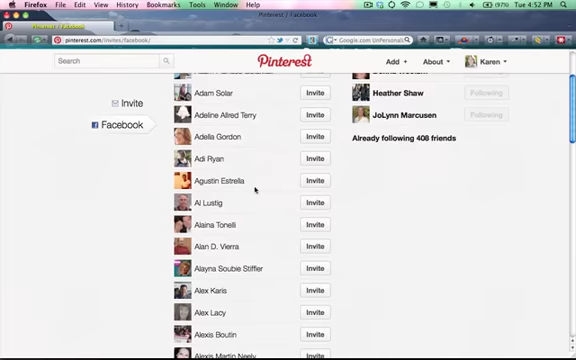 Firefox File Edit View History Bookmarks Tools Window Help
(97%) Tue 4:52 PM
Pinterest / Facebook
Pinterest / Facebook
pinterest.com/invites/facebook/
Search
Pinterest
Add + About Karen
Invite
Facebook
Adam Solar Invite
Adeline Allred Terry Invite
Adella Gordon Invite
Adi Ryan Invite
Agustin Estrella Invite
Al Lustig Invite
Alaina Tonelli Invite
Alan D. Vierra Invite
Alayna Soubie Stiffler Invite
Alex Karis Invite
Alex Lacy Invite
Alexis Boutin Invite
Alexis Martin Neely Invite
Heather Shaw Following
JoLynn Marcusen Following
Already following 408 friends